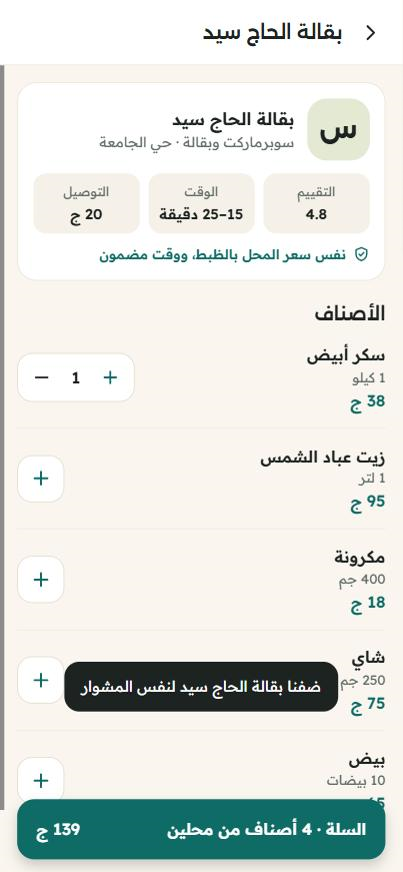 بقالة الحاج سيد
س
بقالة الحاج سيد
سوبرماركت وبقالة · حي الجامعة
التقييم
4.8
الوقت
15–25 دقيقة
التوصيل
20 ج
نفس سعر المحل بالظبط، ووقت مضمون
الأصناف
سكر أبيض
1 كيلو
38 ج
+ 1 −
زيت عباد الشمس
1 لتر
95 ج
+
مكرونة
400 جم
18 ج
+
شاي
250 جم
75 ج
+
ضفنا بقالة الحاج سيد لنفس المشوار
بيض
10 بيضات
+
السلة · 4 أصناف من محلين
139 ج